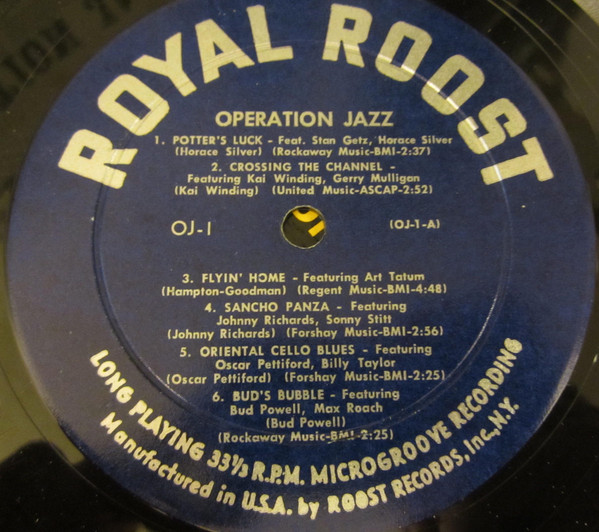 ROYAL ROOST
OPERATION JAZZ
1. POTTER'S LUCK - Feat. Stan Getz, Horace Silver
(Horace Silver) (Rockaway Music-BMI-2:37)
2. CROSSING THE CHANNEL -
Featuring Kai Winding, Gerry Mulligan
(Kai Winding) (United Music-ASCAP-2:52)
OJ-1
(OJ-1-A)
3. FLYIN' HOME - Featuring Art Tatum
(Hampton-Goodman) (Regent Music-BMI-4:48)
4. SANCHO PANZA - Featuring
Johnny Richards, Sonny Stitt
(Johnny Richards) (Forshay Music-BMI-2:56)
5. ORIENTAL CELLO BLUES - Featuring
Oscar Pettiford, Billy Taylor
(Oscar Pettiford) (Forshay Music-BMI-2:25)
6. BUD'S BUBBLE - Featuring
Bud Powell, Max Roach
(Bud Powell)
(Rockaway Music-BMI-2:25)
LONG PLAYING 33⅓ R.P.M. MICROGROOVE RECORDING
Manufactured in U.S.A. by ROOST RECORDS, Inc., N.Y.